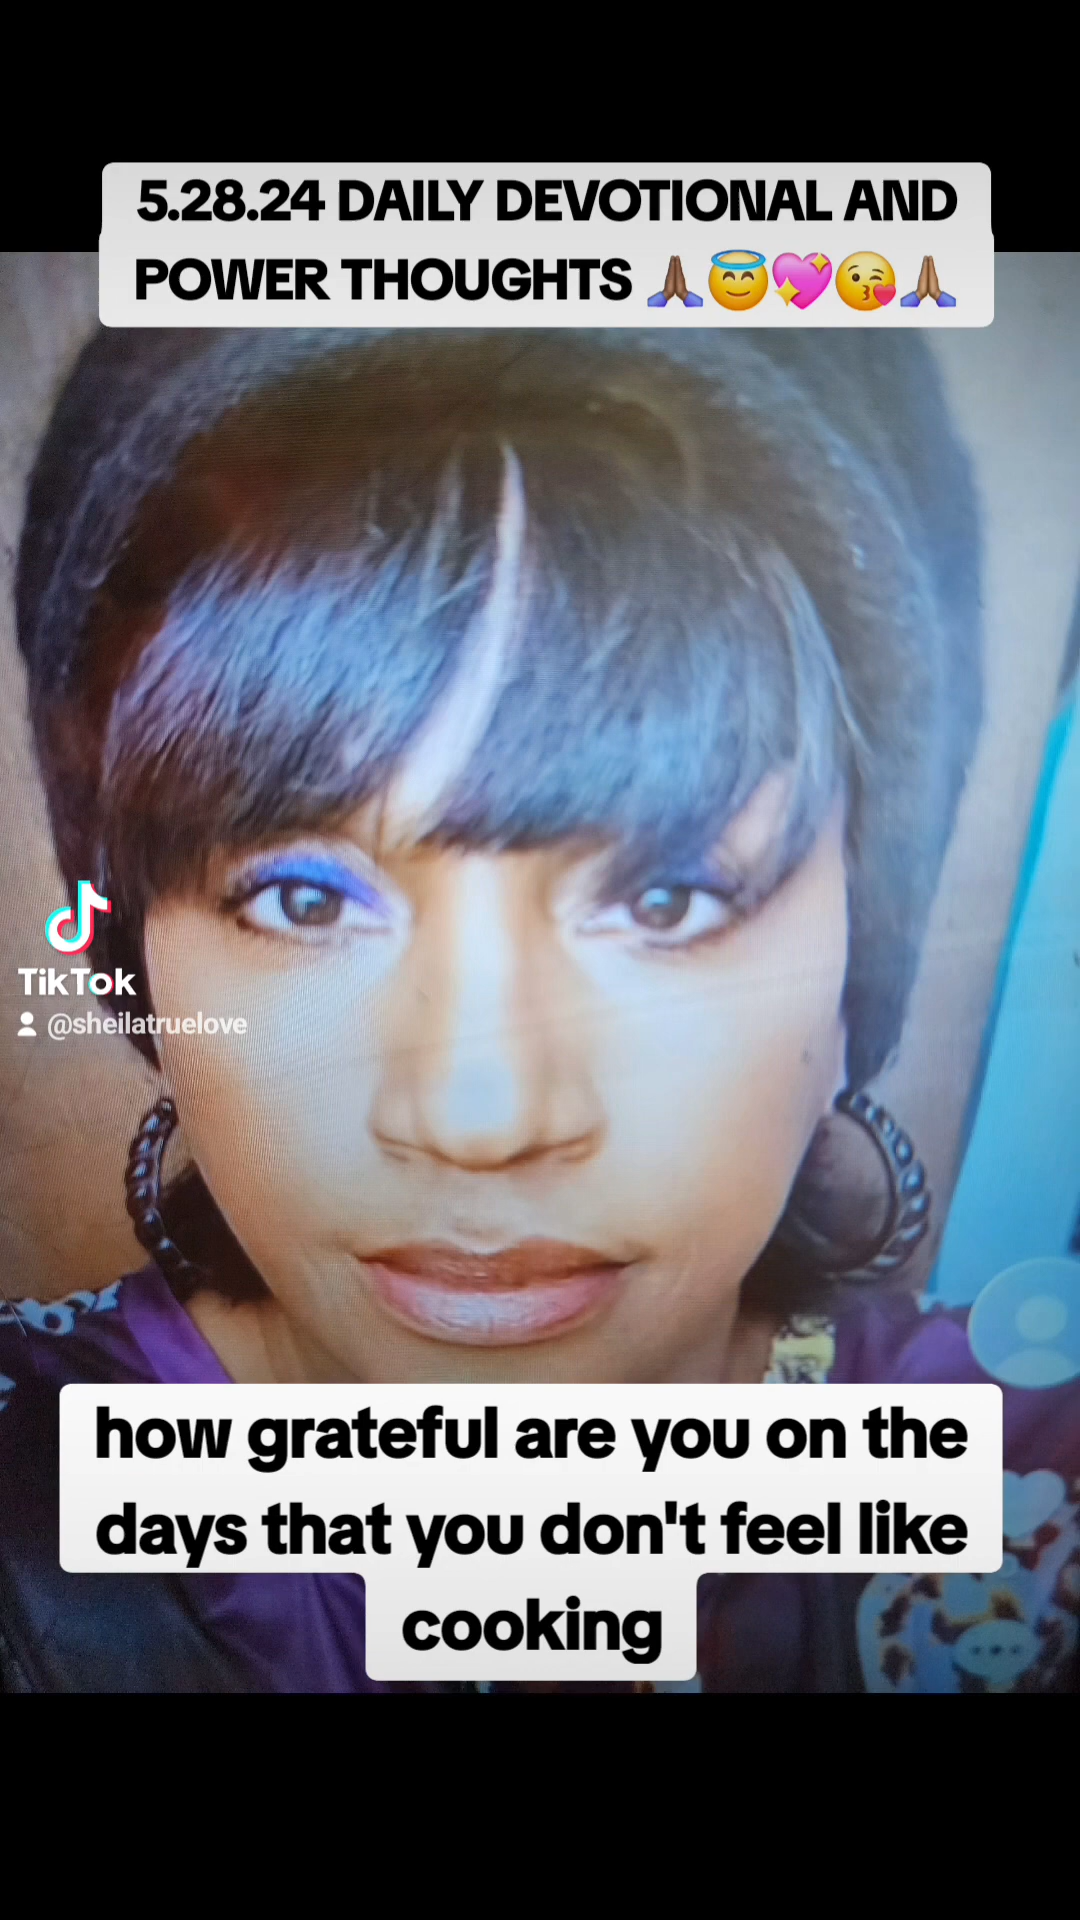 5.28.24 DAILY DEVOTIONAL AND
POWER THOUGHTS 🙏🏾😇💖😘🙏🏽
TikTok
@sheilatruelove
how grateful are you on the
days that you don't feel like
cooking